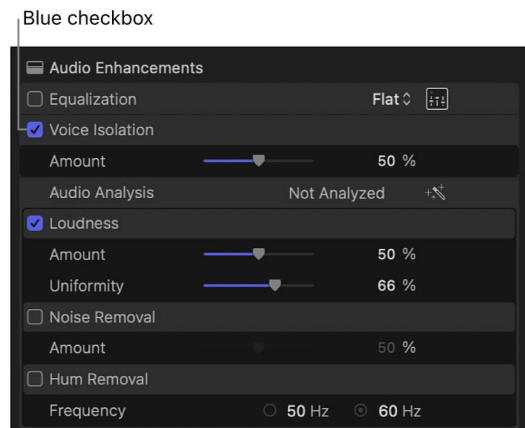 Blue checkbox
Audio Enhancements
Equalization Flat
Voice Isolation
Amount 50 %
Audio Analysis Not Analyzed
Loudness
Amount 50 %
Uniformity 66 %
Noise Removal
Amount 50 %
Hum Removal
Frequency 50 Hz 60 Hz